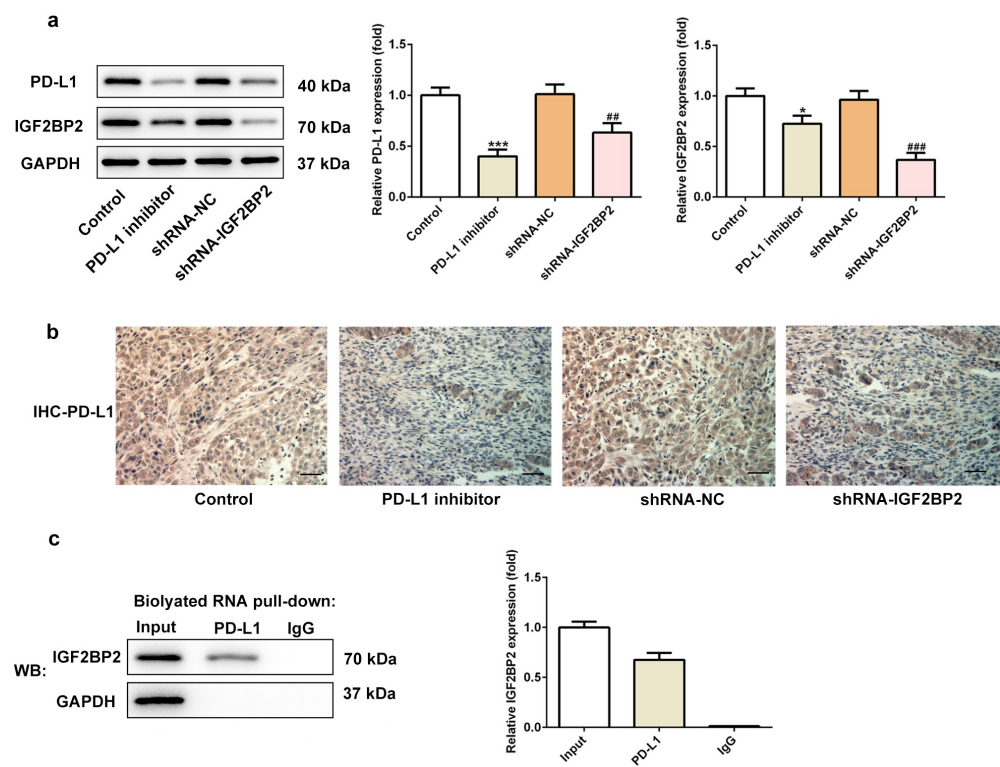 a
PD-L1
40 kDa
IGF2BP2
70 kDa
GAPDH
37 kDa
Control
PD-L1 inhibitor
shRNA-NC
shRNA-IGF2BP2
Relative PD-L1 expression (fold)
1.5
1.0
0.5
0.0
***
##
Control
PD-L1 inhibitor
shRNA-NC
shRNA-IGF2BP2
Relative IGF2BP2 expression (fold)
1.5
1.0
0.5
0.0
*
###
Control
PD-L1 inhibitor
shRNA-NC
shRNA-IGF2BP2
b
IHC-PD-L1
Control
PD-L1 inhibitor
shRNA-NC
shRNA-IGF2BP2
c
Biolyated RNA pull-down:
Input PD-L1 IgG
WB:
IGF2BP2
70 kDa
GAPDH
37 kDa
Relative IGF2BP2 expression (fold)
1.5
1.0
0.5
0.0
Input
PD-L1
IgG